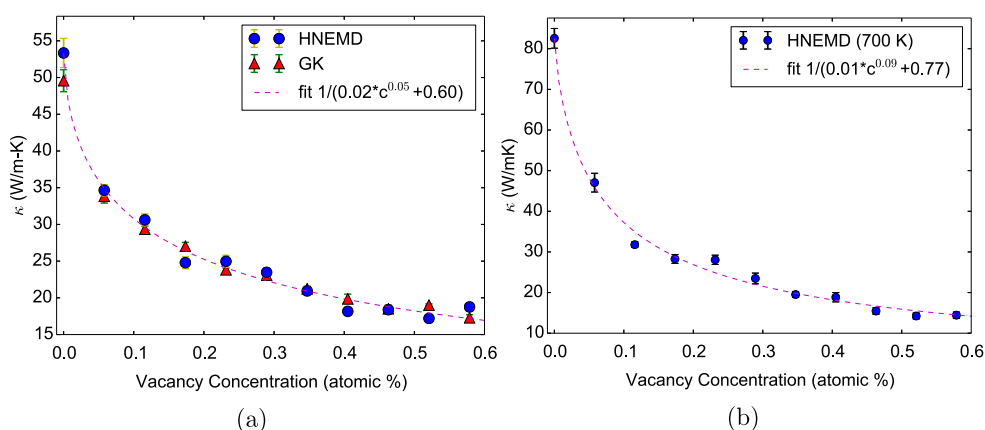 HNEMD
GK
fit 1/(0.02*c^0.05 +0.60)
κ (W/m-K)
55
50
45
40
35
30
25
20
15
0.0 0.1 0.2 0.3 0.4 0.5 0.6
Vacancy Concentration (atomic %)
(a)
HNEMD (700 K)
fit 1/(0.01*c^0.09 +0.77)
κ (W/mK)
80
70
60
50
40
30
20
10
0.0 0.1 0.2 0.3 0.4 0.5 0.6
Vacancy Concentration (atomic %)
(b)